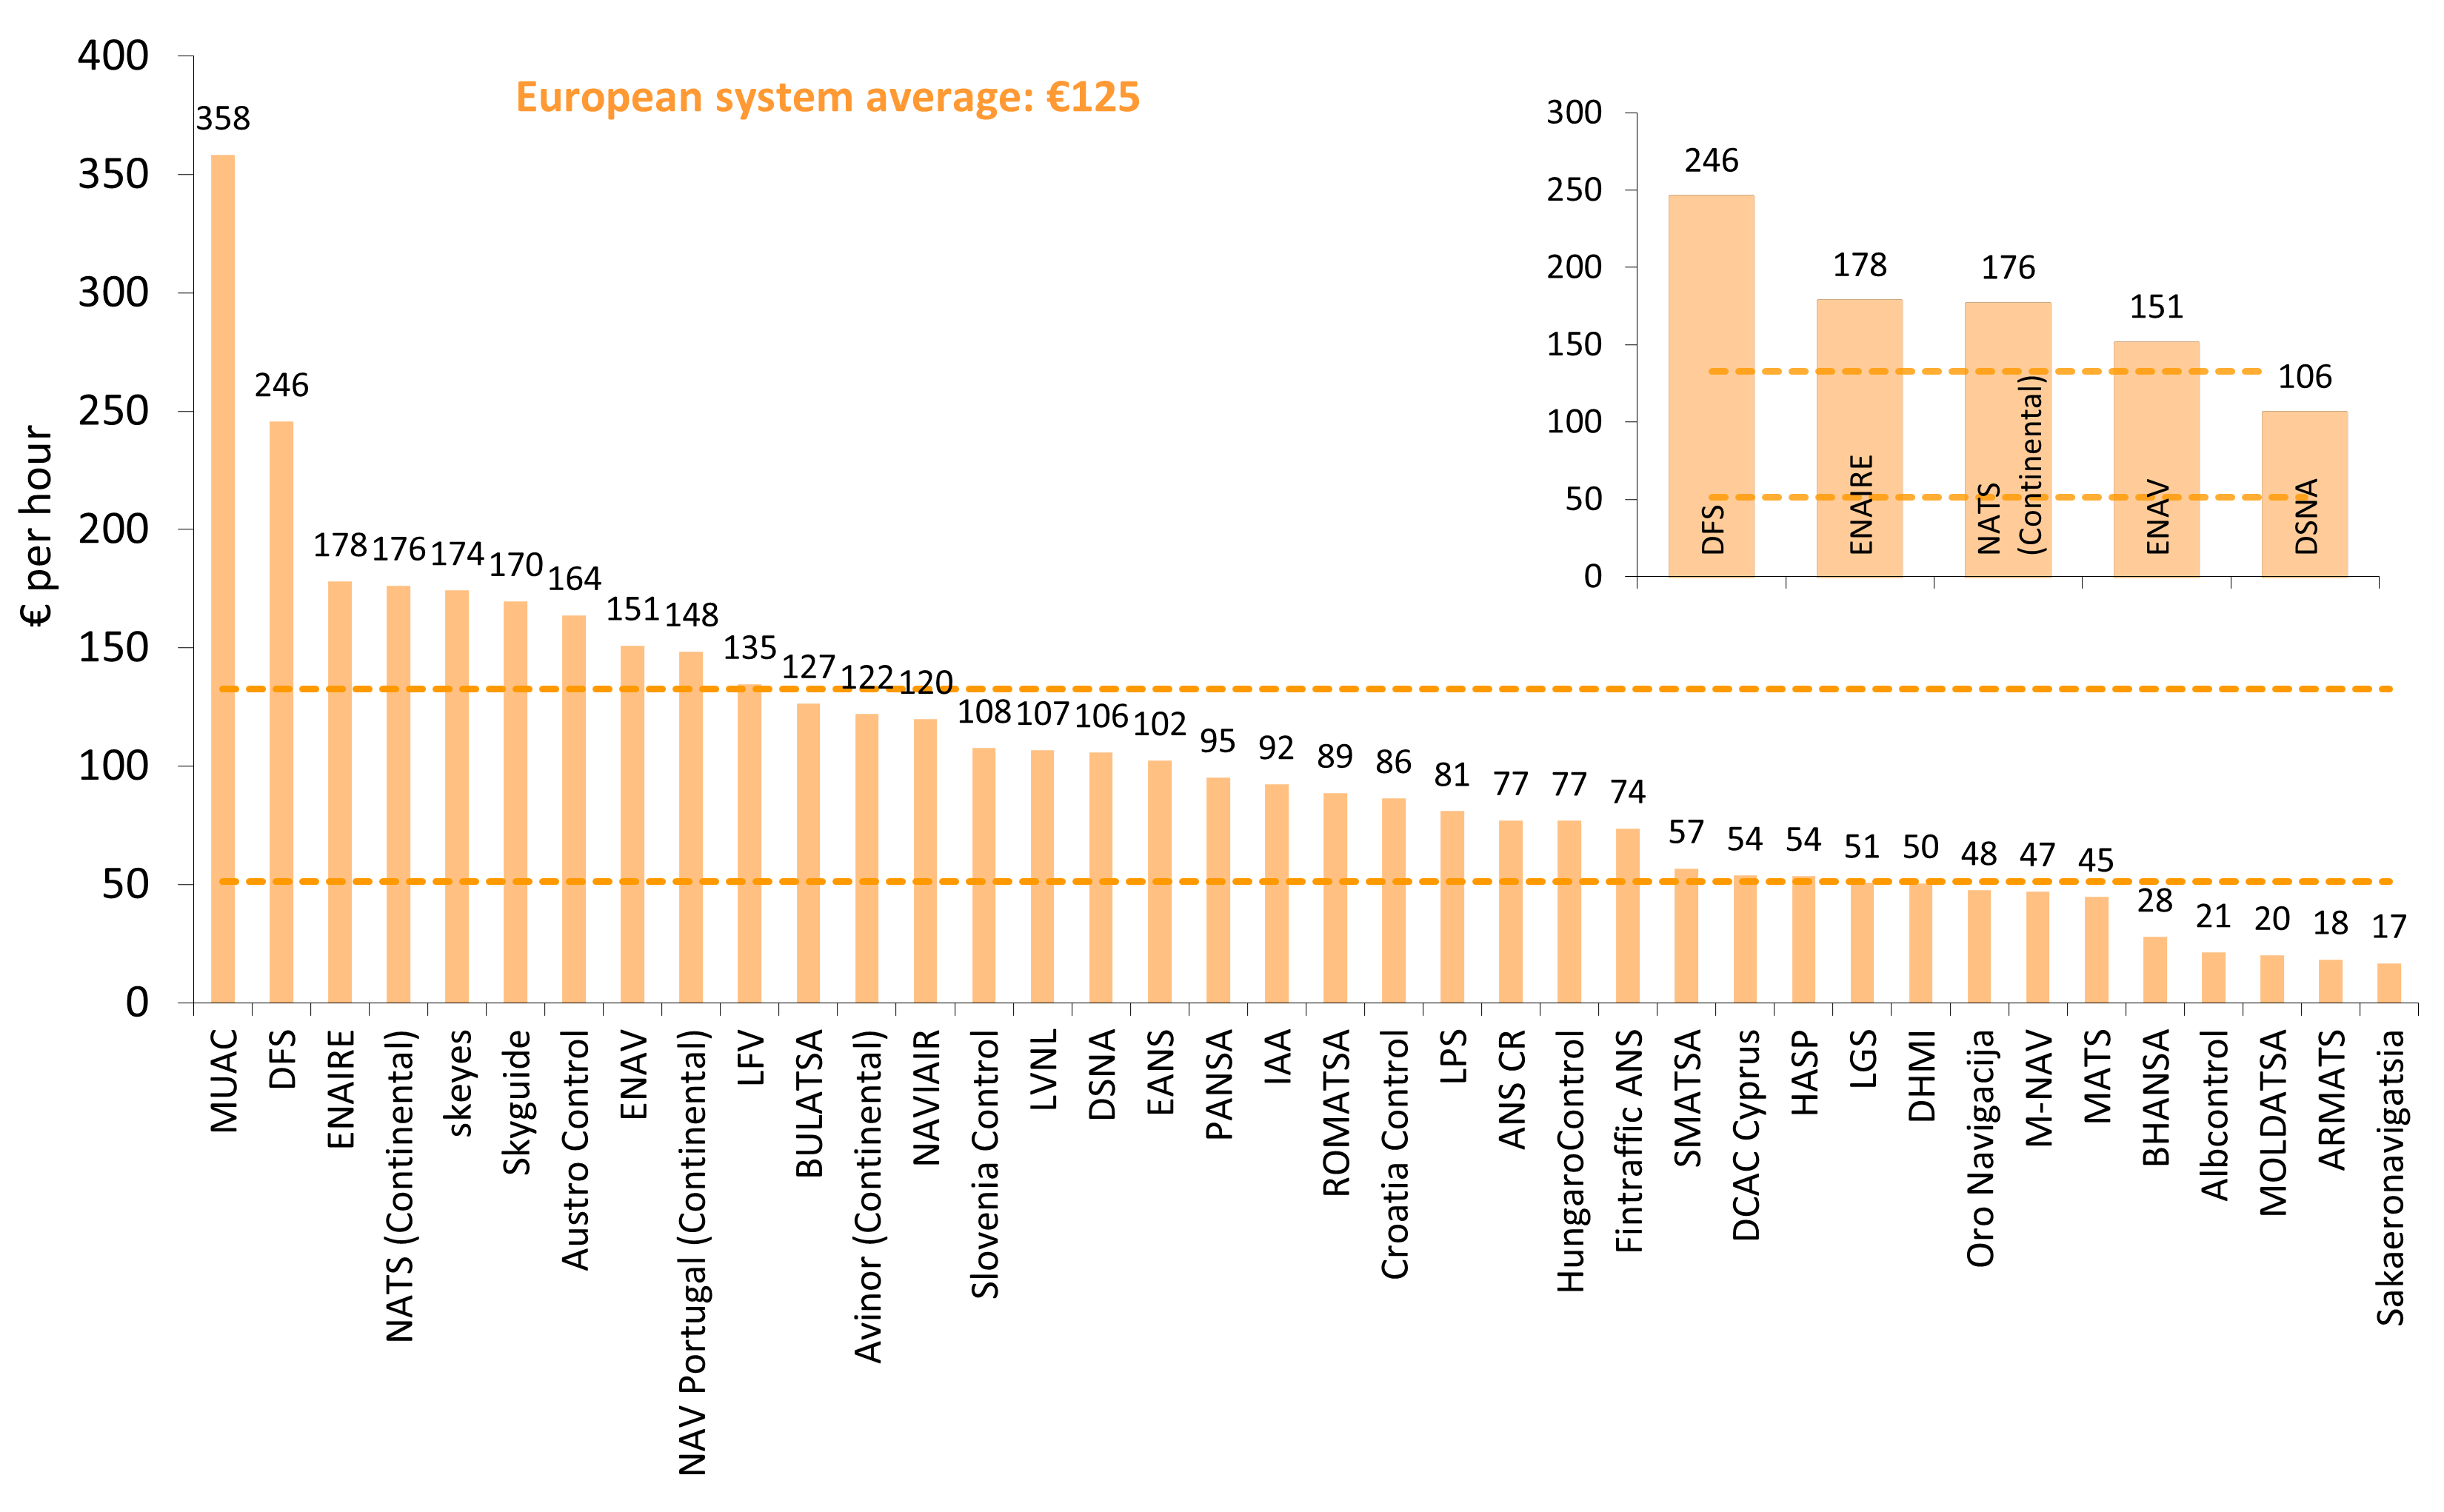 European system average: €125
€ per hour
400
350
300
250
200
150
100
50
0
358
246
178
176
174
170
164
151
148
135
127
122
120
108
107
106
102
95
92
89
86
81
77
77
74
57
54
54
51
50
48
47
45
28
21
20
18
17
MUAC
DFS
ENAIRE
NATS (Continental)
skeyes
Skyguide
Austro Control
ENAV
NAV Portugal (Continental)
LFV
BULATSA
Avinor (Continental)
NAVIAIR
Slovenia Control
LVNL
DSNA
EANS
PANSA
IAA
ROMATSA
Croatia Control
LPS
ANS CR
HungaroControl
Fintraffic ANS
SMATSA
DCAC Cyprus
HASP
LGS
DHMI
Oro Navigacija
M-NAV
MATS
BHANSA
Albcontrol
MOLDATSA
ARMATS
Sakaeronavigatsia
300
250
200
150
100
50
0
246
178
176
151
106
DFS
ENAIRE
NATS
(Continental)
ENAV
DSNA